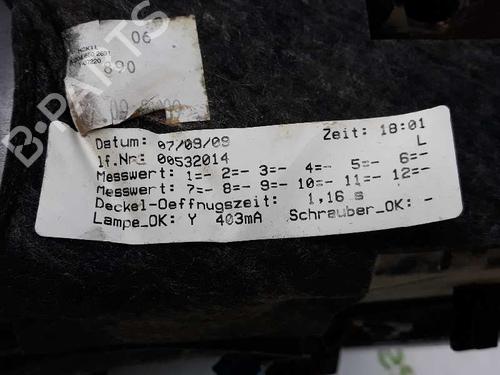 06
890
Datum: 07/09/09 Zeit: 18:01
lf.Nr: 00532014 L
Messwert: 1=- 2=- 3=- 4=- 5=- 6=-
Messwert: 7=- 8=- 9=- 10=- 11=- 12=-
Deckel-Oeffnugszeit: 1,16 s
Lampe_OK: Y 403mA Schrauber_OK: -
B-PARTS